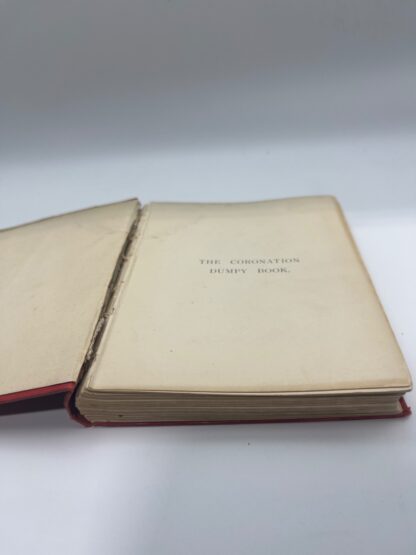 THE CORONATION
DUMPY BOOK.